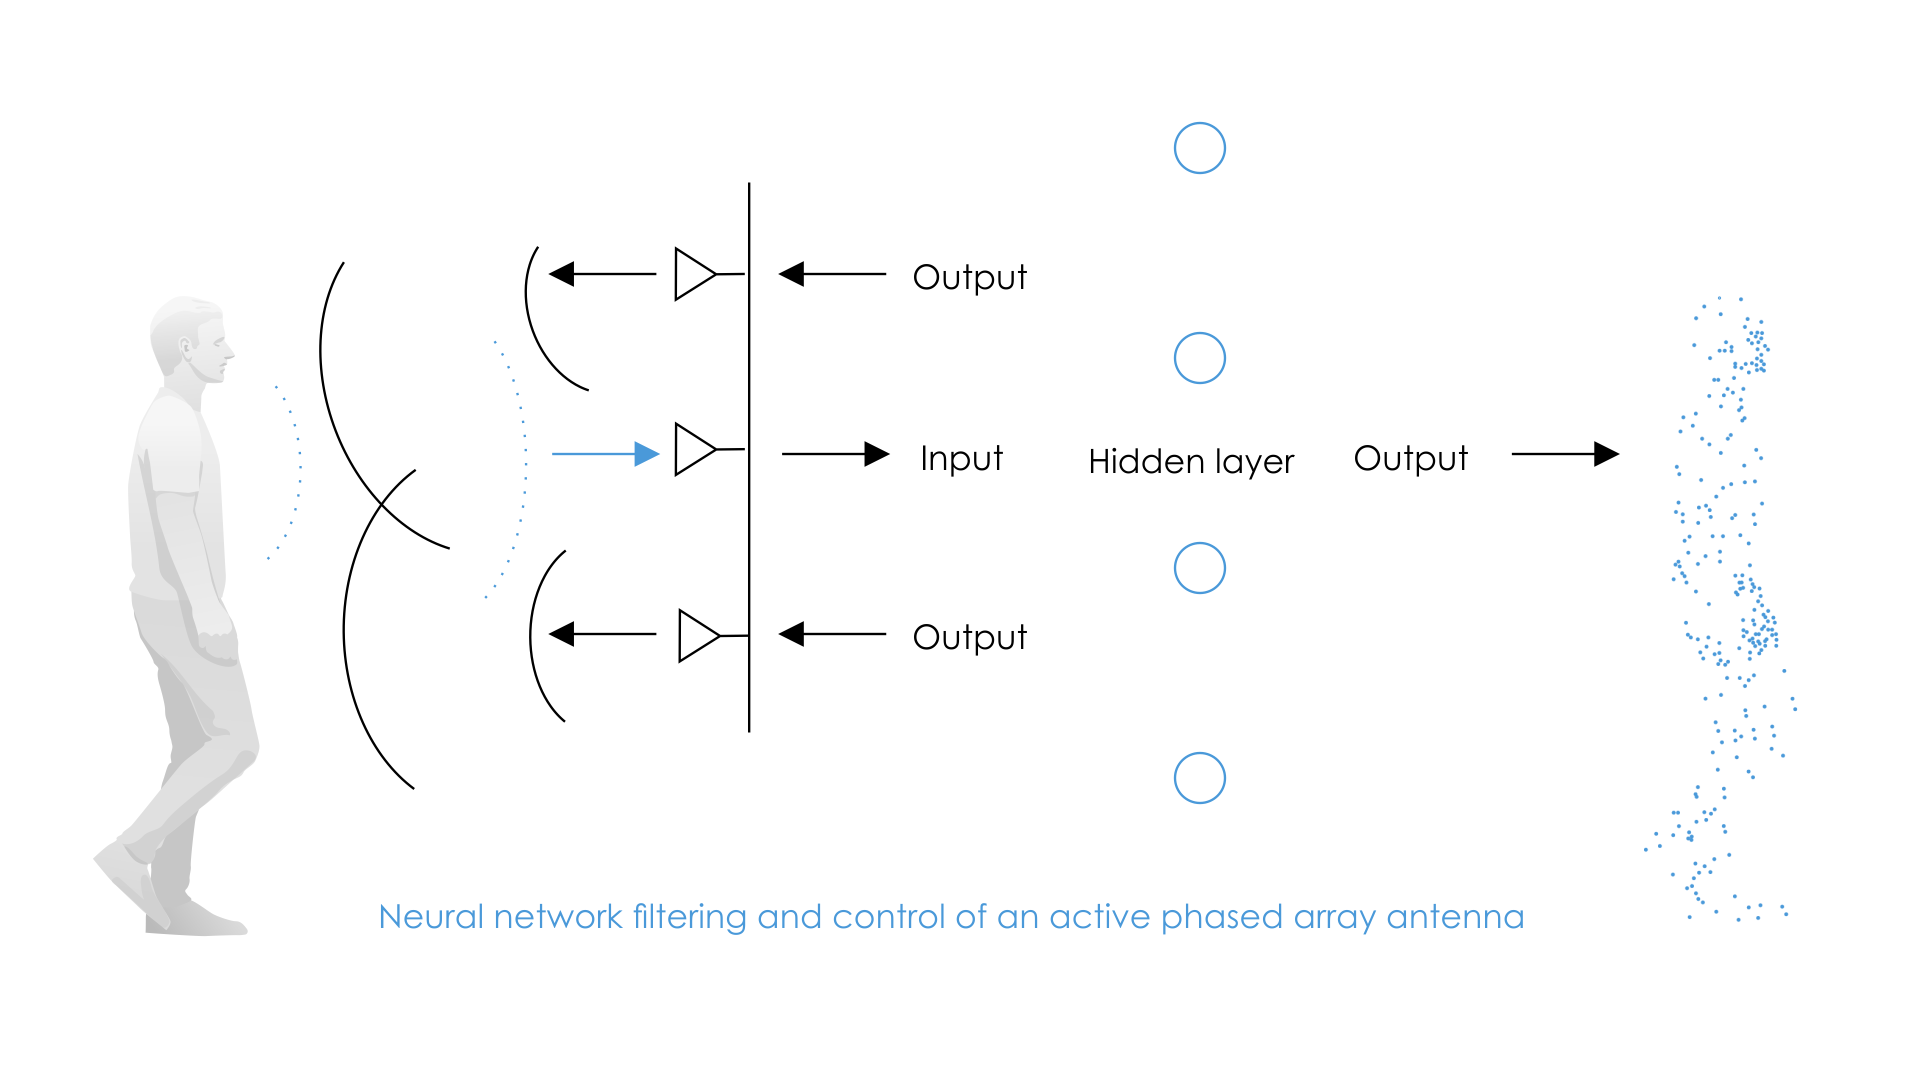 Output
Input
Hidden layer
Output
Output
Neural network filtering and control of an active phased array antenna